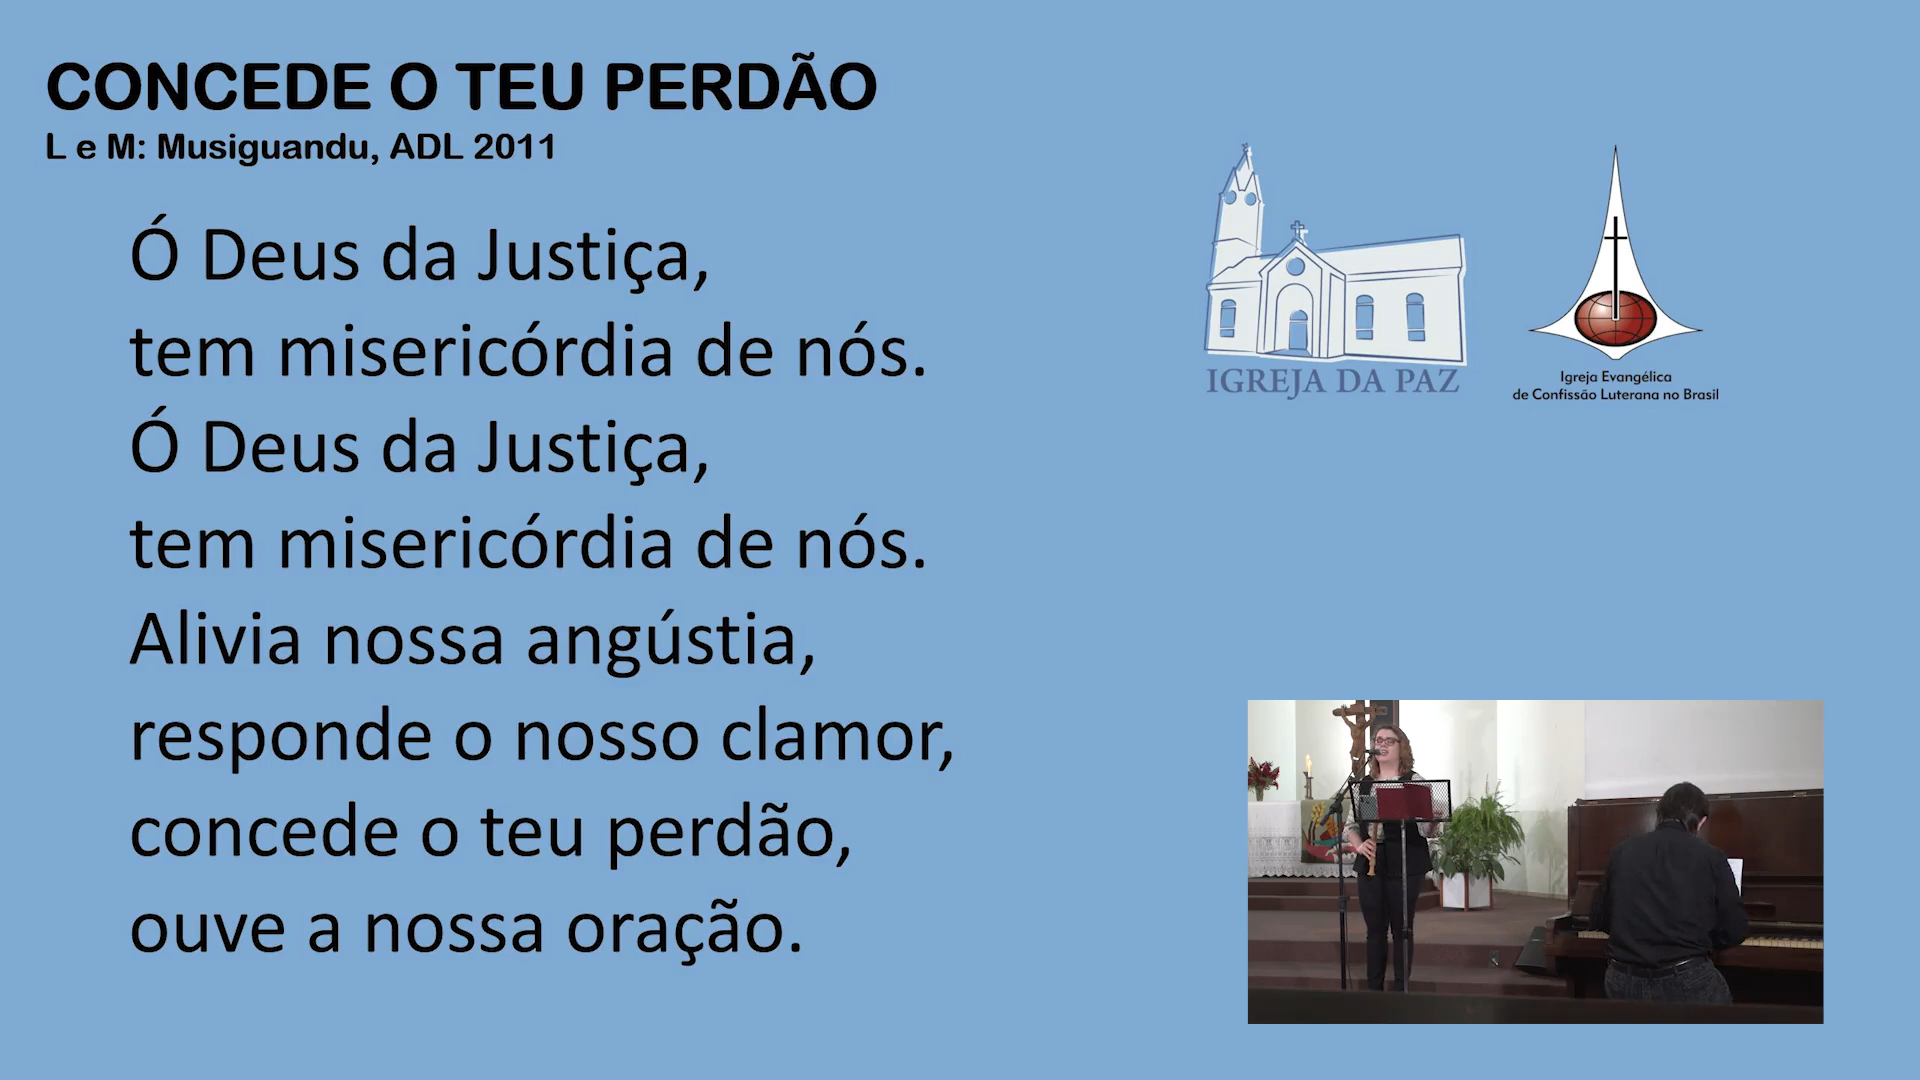 CONCEDE O TEU PERDÃO
L e M: Musiguandu, ADL 2011
Ó Deus da Justiça,
tem misericórdia de nós.
Ó Deus da Justiça,
tem misericórdia de nós.
Alivia nossa angústia,
responde o nosso clamor,
concede o teu perdão,
ouve a nossa oração.
IGREJA DA PAZ
Igreja Evangélica
de Confissão Luterana no Brasil